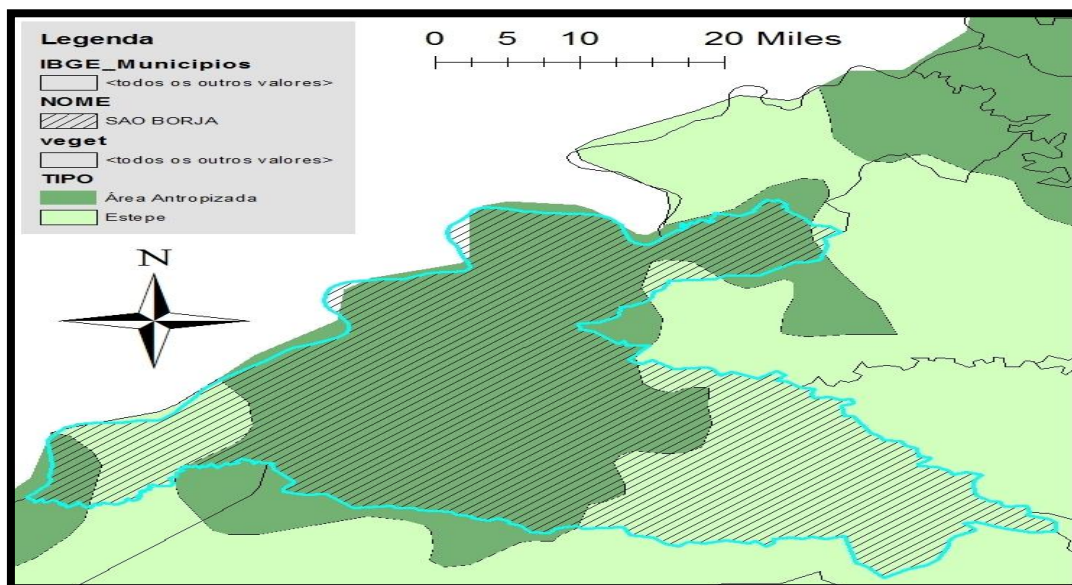 Legenda
IBGE_Municipios
<todos os outros valores>
NOME
SAO BORJA
veget
<todos os outros valores>
TIPO
Área Antropizada
Estepe
0 5 10 20 Miles
N